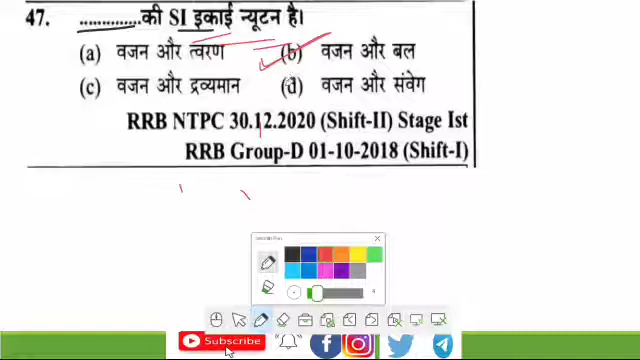 47. .............की SI इकाई न्यूटन है।
(a) वजन और त्वरण (b) वजन और बल
(c) वजन और द्रव्यमान (d) वजन और संवेग
RRB NTPC 30.12.2020 (Shift-II) Stage Ist
RRB Group-D 01-10-2018 (Shift-I)
Subscribe